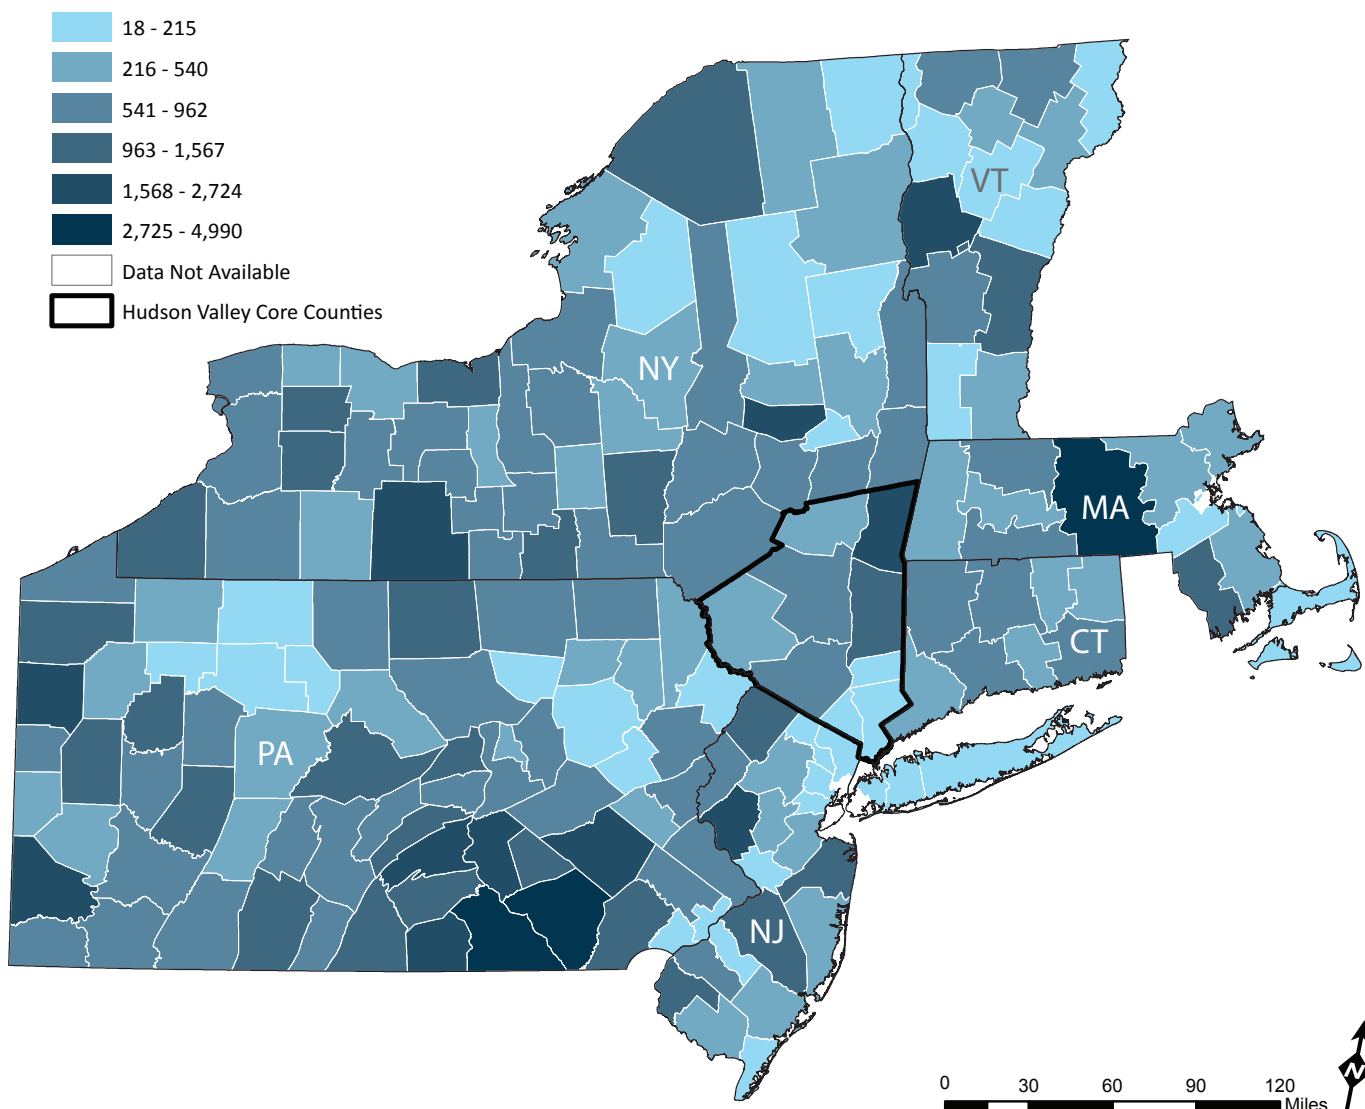 18 - 215
216 - 540
541 - 962
963 - 1,567
1,568 - 2,724
2,725 - 4,990
Data Not Available
Hudson Valley Core Counties
VT
NY
MA
CT
PA
NJ
N
0 30 60 90 120
Miles